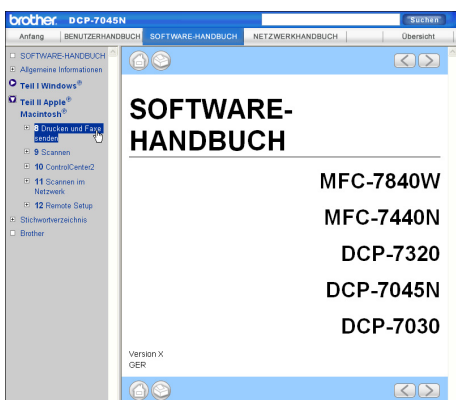 brother. DCP-7045N
Suchen
Anfang BENUTZERHANDBUCH SOFTWARE-HANDBUCH NETZWERKHANDBUCH Übersicht
SOFTWARE-HANDBUCH
Allgemeine Informationen
Teil I Windows®
Teil II Apple®
Macintosh®
8 Drucken und Faxe
senden
9 Scannen
10 ControlCenter2
11 Scannen im
Netzwerk
12 Remote Setup
Stichwortverzeichnis
Brother
SOFTWARE-
HANDBUCH
MFC-7840W
MFC-7440N
DCP-7320
DCP-7045N
DCP-7030
Version X
GER